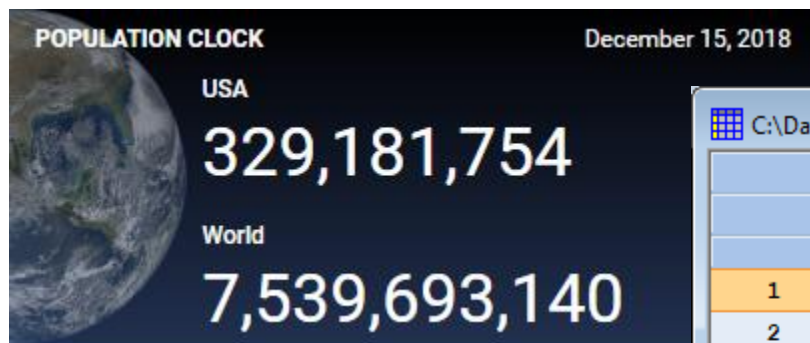 POPULATION CLOCK
December 15, 2018
USA
329,181,754
World
7,539,693,140
C:\Da
1
2